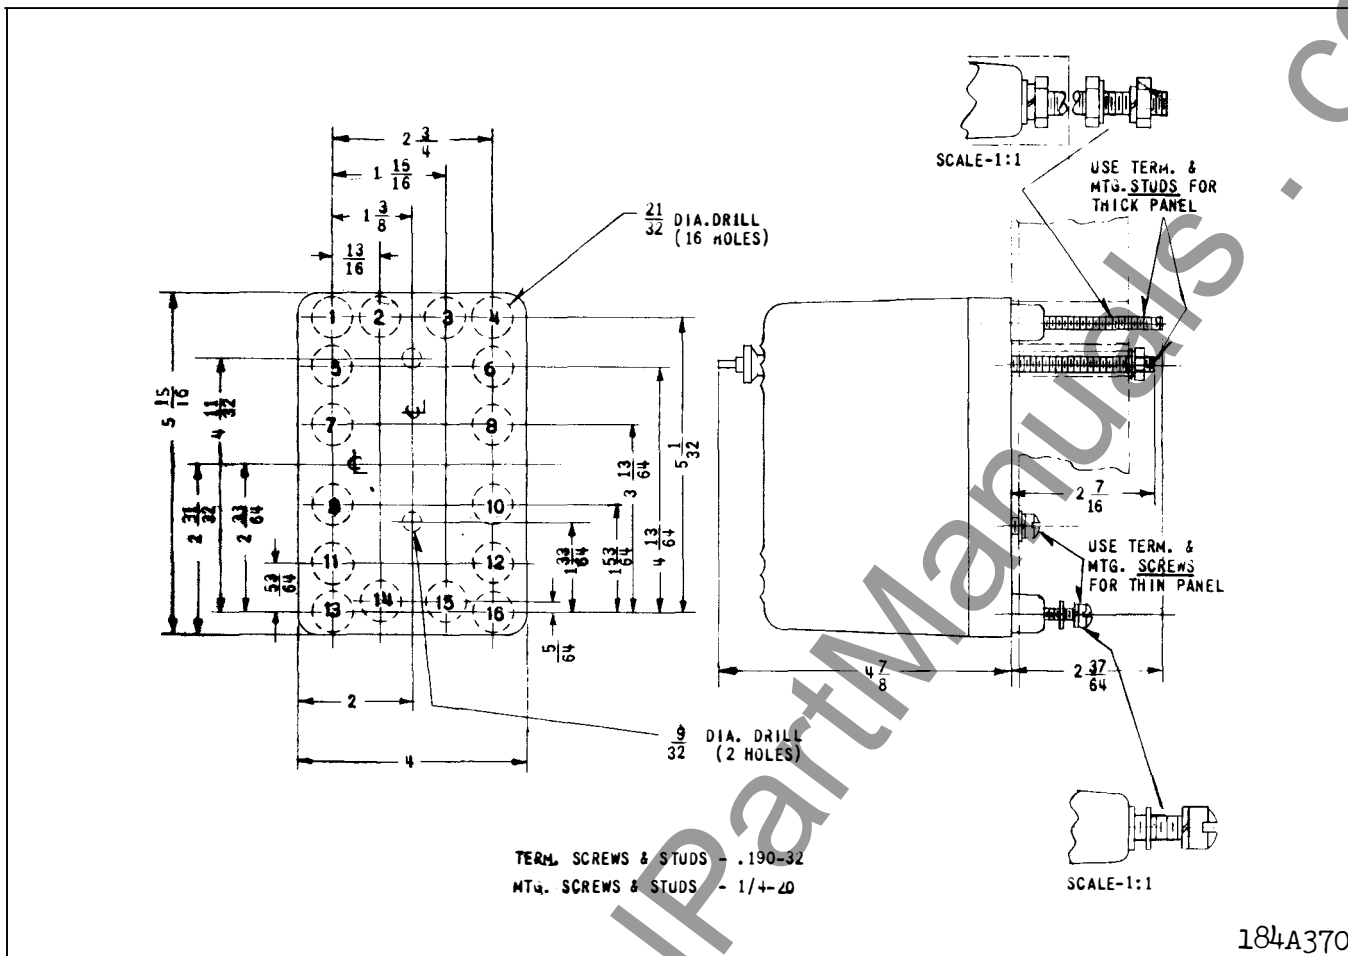 2 3/4
1 15/16
1 3/8
13/16
21/32 DIA.DRILL
(16 HOLES)
SCALE-1:1
USE TERM. &
MTG. STUDS FOR
THICK PANEL
1 2 3 4
5 6
7 8
9 10
11 12
13 14 15 16
5 15/16
4 11/32
2 31/32
2 33/64
53/64
5 1/32
3 13/64
4 13/64
1 53/64
1 33/64
5/64
2
4
9/32 DIA. DRILL
(2 HOLES)
2 7/16
USE TERM. &
MTG. SCREWS
FOR THIN PANEL
4 7/8
2 37/64
TERM. SCREWS & STUDS - .190-32
MTG. SCREWS & STUDS - 1/4-20
SCALE-1:1
184A370